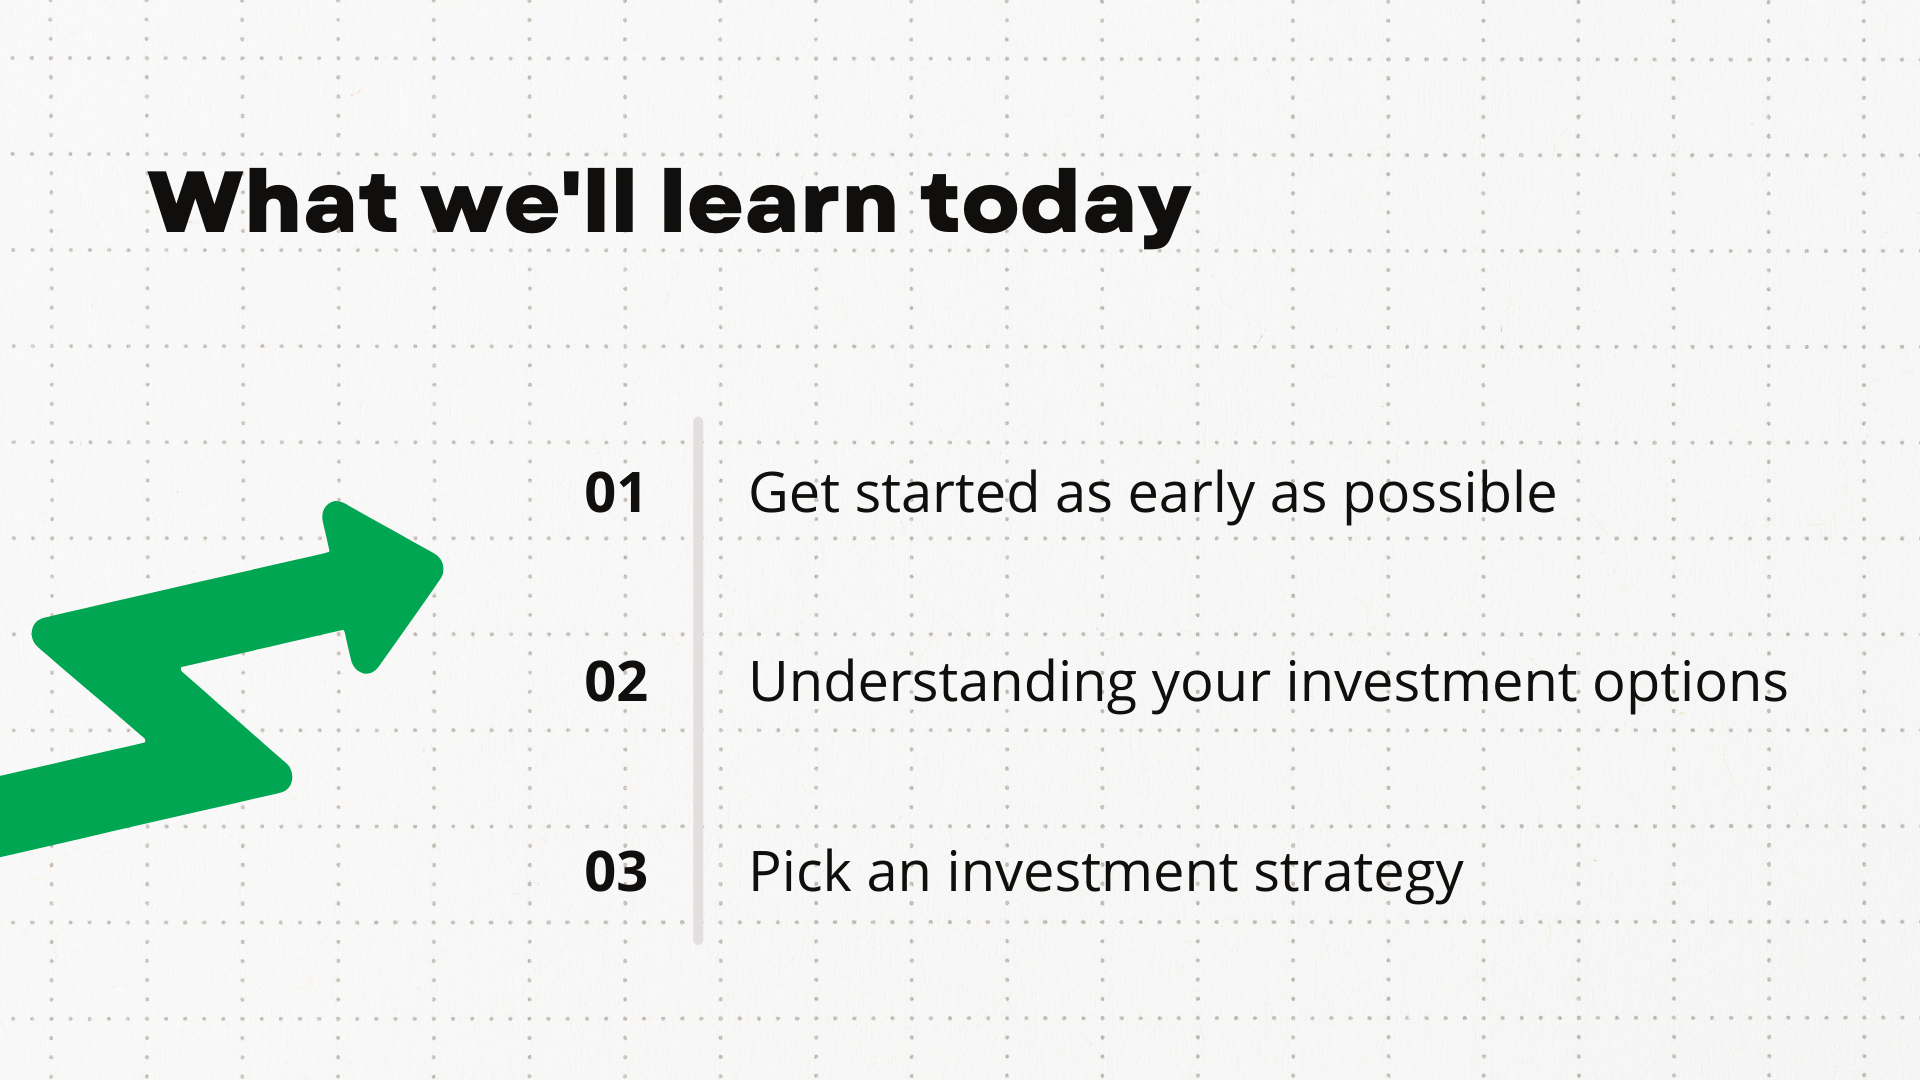 What we'll learn today
01 Get started as early as possible
02 Understanding your investment options
03 Pick an investment strategy